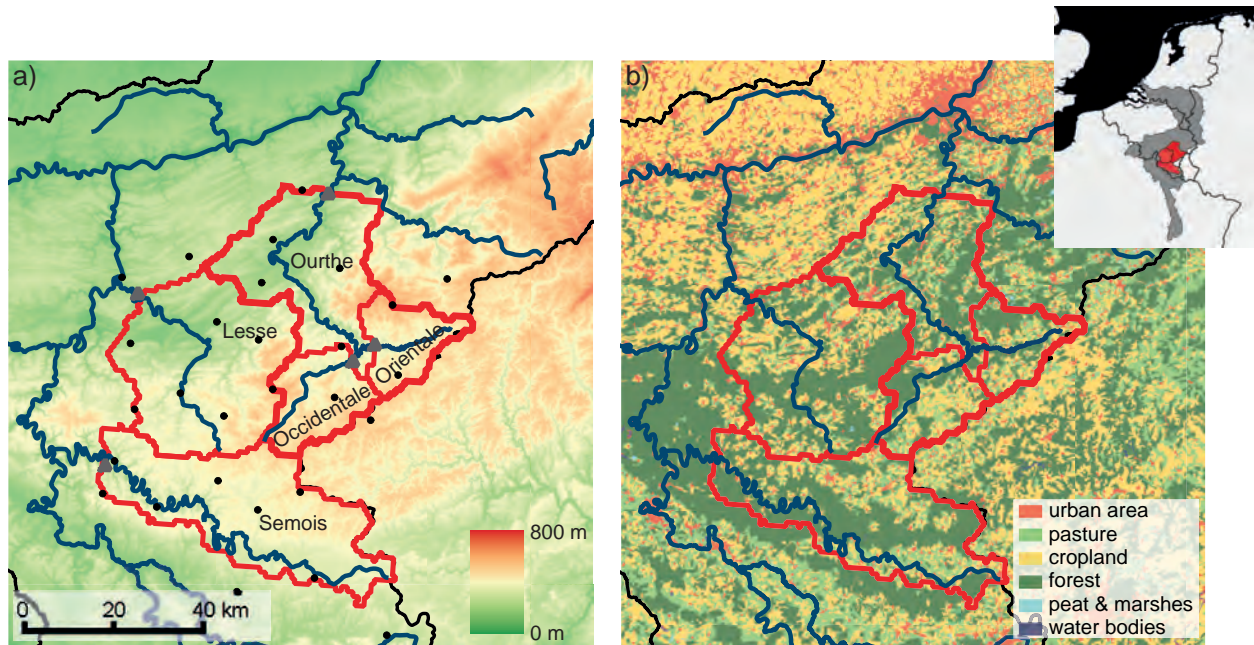 a)
Ourthe
Lesse
Orientale
Occidentale
Semois
800 m
0 m
0 20 40 km
b)
urban area
pasture
cropland
forest
peat & marshes
water bodies